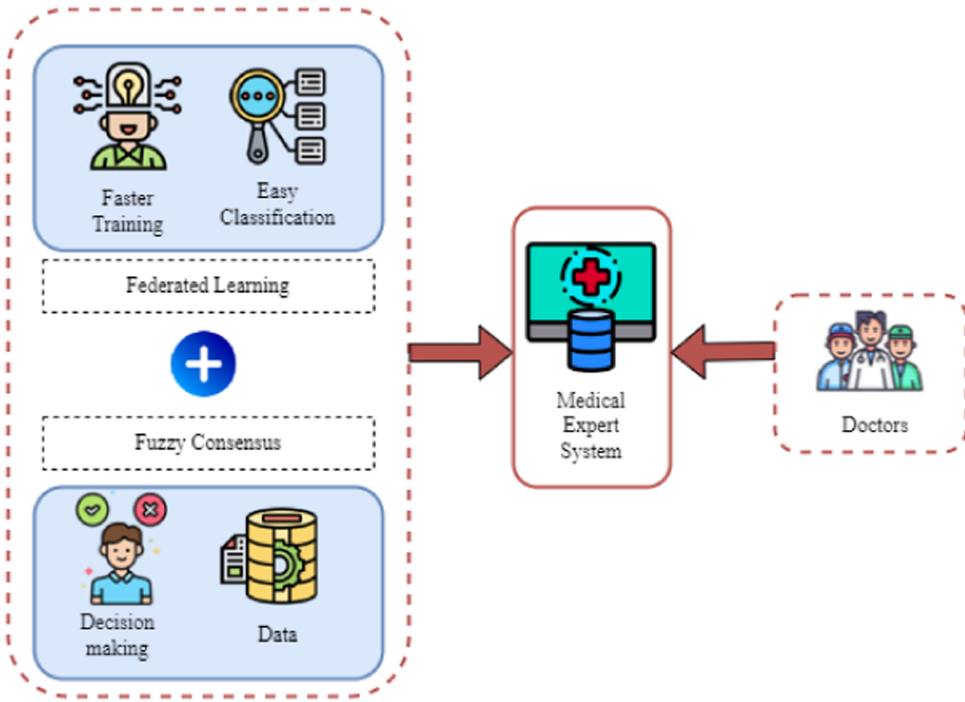 Faster
Training
Easy
Classification
Federated Learning
Fuzzy Consensus
Decision
making
Data
Medical
Expert
System
Doctors